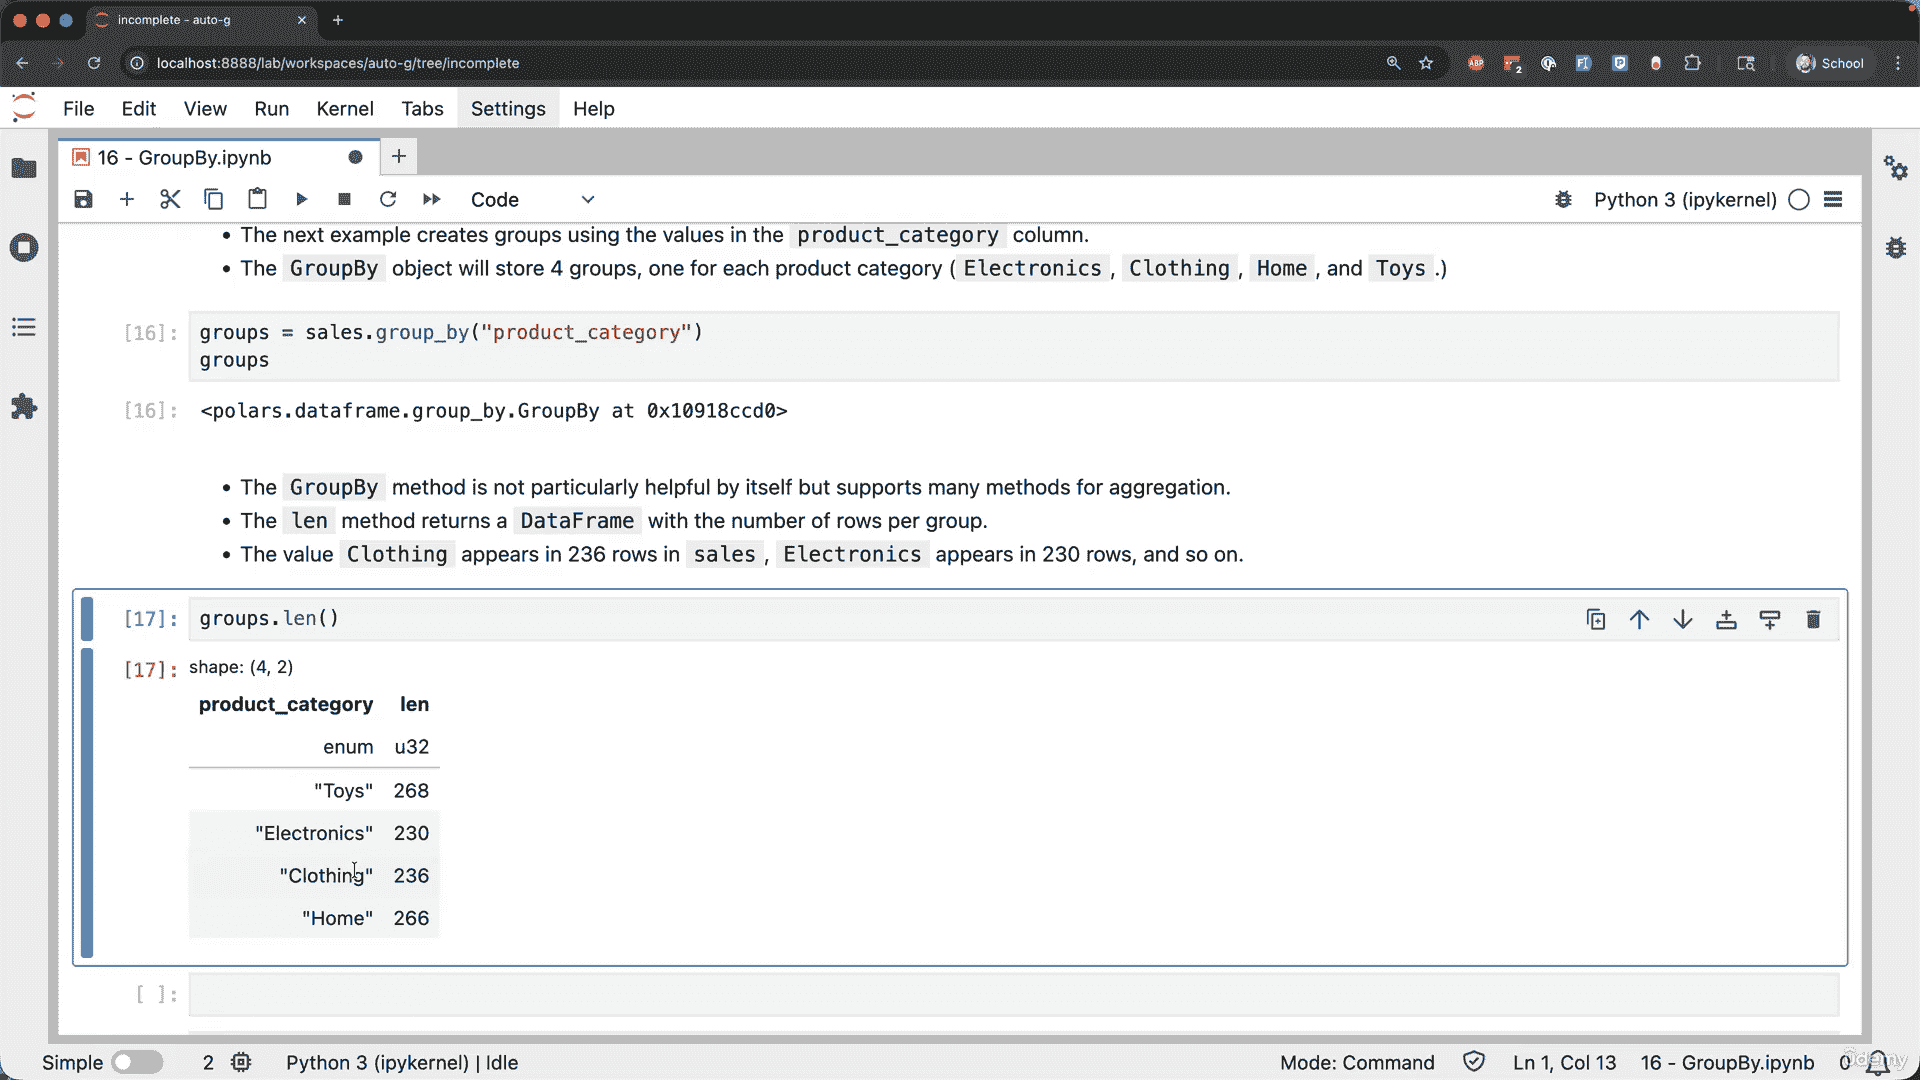 incomplete - auto-g
localhost:8888/lab/workspaces/auto-g/tree/incomplete
ABP
2
School
File Edit View Run Kernel Tabs Settings Help
16 - GroupBy.ipynb
Code
Python 3 (ipykernel)
• The next example creates groups using the values in the product_category column.
• The GroupBy object will store 4 groups, one for each product category ( Electronics , Clothing , Home , and Toys .)
[16]: groups = sales.group_by("product_category")
groups
[16]: <polars.dataframe.group_by.GroupBy at 0x10918ccd0>
• The GroupBy method is not particularly helpful by itself but supports many methods for aggregation.
• The len method returns a DataFrame with the number of rows per group.
• The value Clothing appears in 236 rows in sales , Electronics appears in 230 rows, and so on.
[17]: groups.len()
[17]: shape: (4, 2)
product_category len
enum u32
"Toys" 268
"Electronics" 230
"Clothing" 236
"Home" 266
[ ]:
Simple 2 Python 3 (ipykernel) | Idle Mode: Command Ln 1, Col 13 16 - GroupBy.ipynb 0
udemy